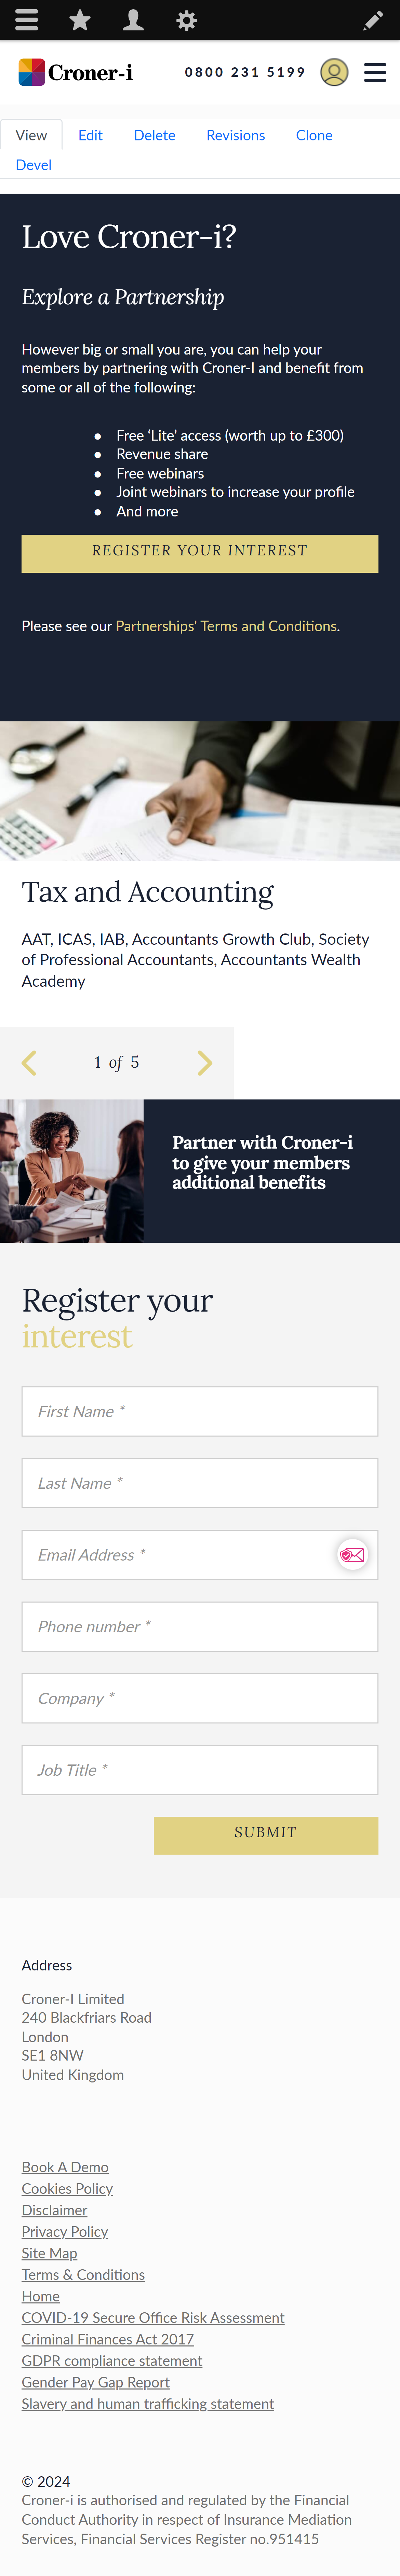 Croner-i
0800 231 5199
View Edit Delete Revisions Clone
Devel
Love Croner-i?
Explore a Partnership
However big or small you are, you can help your
members by partnering with Croner-I and benefit from
some or all of the following:
● Free ‘Lite’ access (worth up to £300)
● Revenue share
● Free webinars
● Joint webinars to increase your profile
● And more
REGISTER YOUR INTEREST
Please see our Partnerships' Terms and Conditions.
Tax and Accounting
AAT, ICAS, IAB, Accountants Growth Club, Society
of Professional Accountants, Accountants Wealth
Academy
1 of 5
Partner with Croner-i
to give your members
additional benefits
Register your
interest
First Name *
Last Name *
Email Address *
Phone number *
Company *
Job Title *
SUBMIT
Address
Croner-I Limited
240 Blackfriars Road
London
SE1 8NW
United Kingdom
Book A Demo
Cookies Policy
Disclaimer
Privacy Policy
Site Map
Terms & Conditions
Home
COVID-19 Secure Office Risk Assessment
Criminal Finances Act 2017
GDPR compliance statement
Gender Pay Gap Report
Slavery and human trafficking statement
© 2024
Croner-i is authorised and regulated by the Financial
Conduct Authority in respect of Insurance Mediation
Services, Financial Services Register no.951415